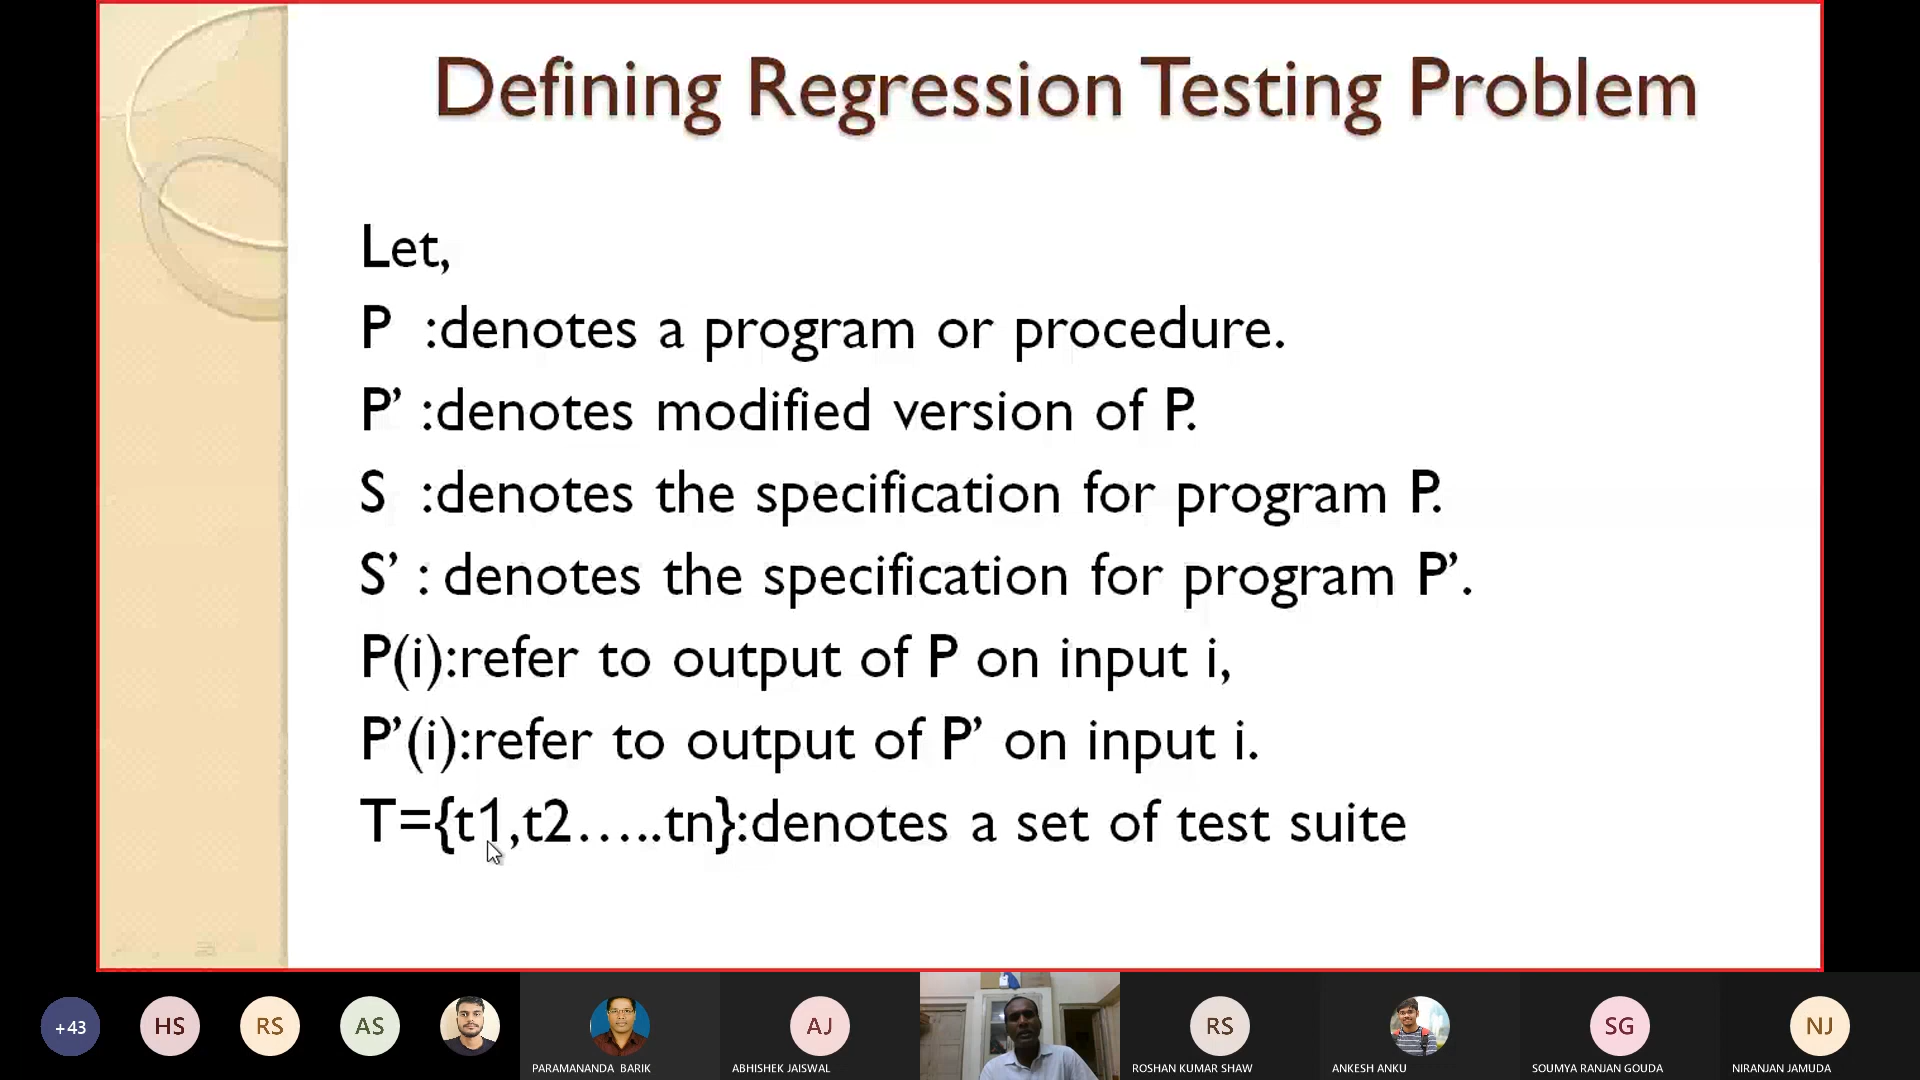 Defining Regression Testing Problem
Let,
P :denotes a program or procedure.
P’ :denotes modified version of P.
S :denotes the specification for program P.
S’ : denotes the specification for program P’.
P(i):refer to output of P on input i,
P’(i):refer to output of P’ on input i.
T={t1,t2…..tn}:denotes a set of test suite
+43
HS
RS
AS
PARAMANANDA BARIK
AJ
ABHISHEK JAISWAL
RS
ROSHAN KUMAR SHAW
ANKESH ANKU
SG
SOUMYA RANJAN GOUDA
NJ
NIRANJAN JAMUDA